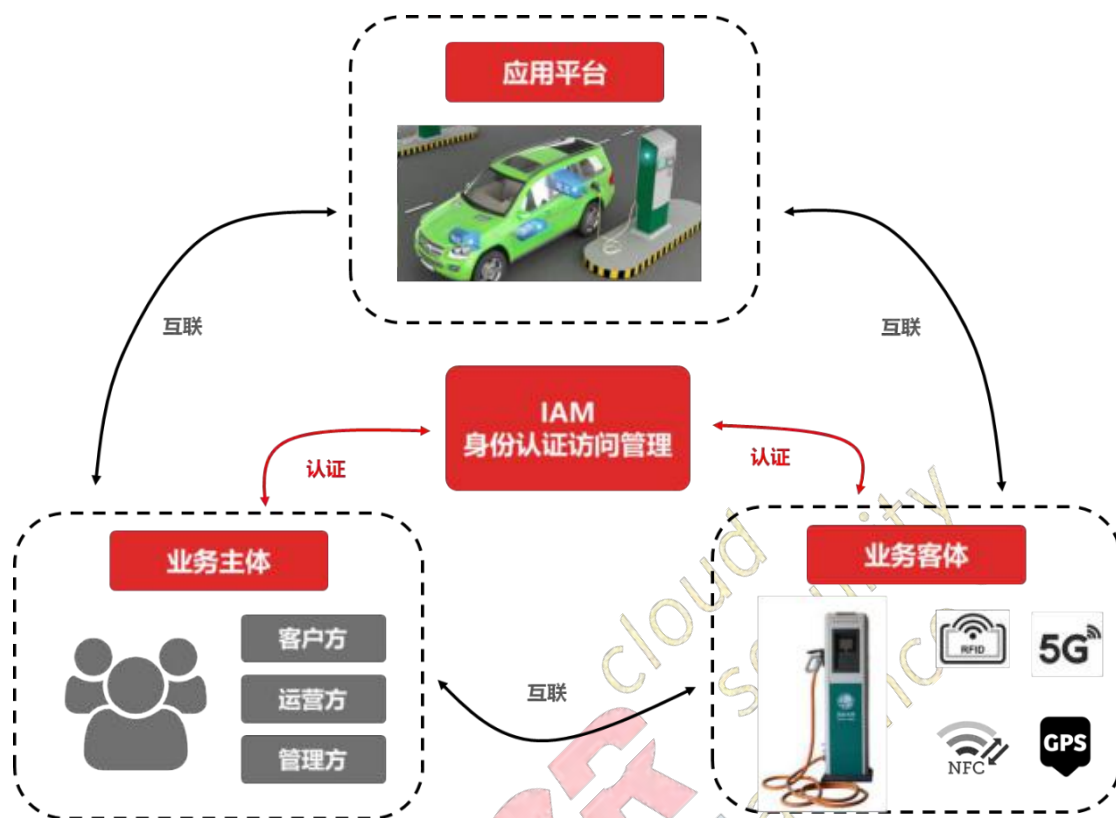 应用平台
互联
互联
IAM
身份认证访问管理
认证
认证
业务主体
客户方
运营方
管理方
互联
业务客体
RFID
5G
NFC
GPS
cloud
security